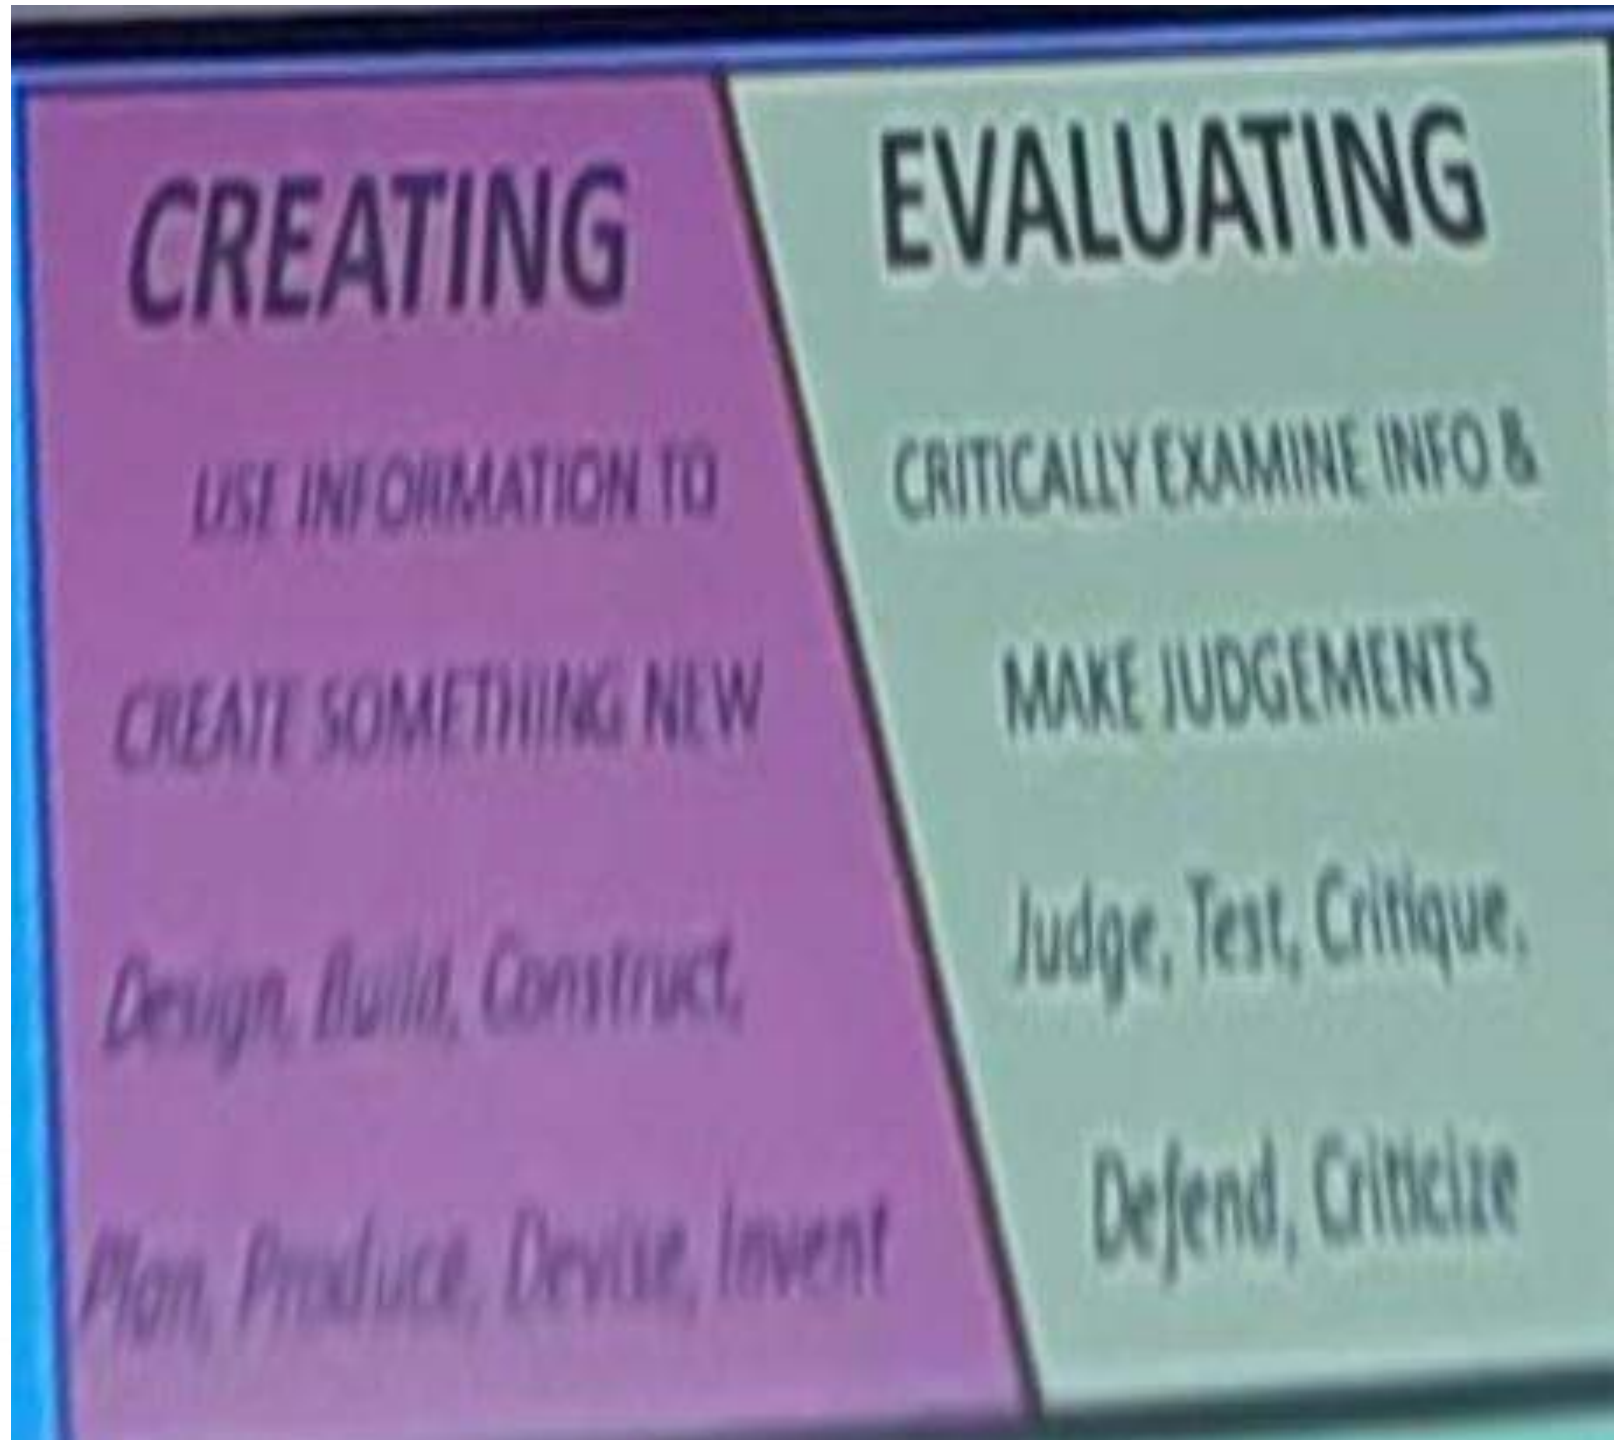 CREATING
USE INFORMATION TO
CREATE SOMETHING NEW
Design, Build, Construct,
Plan, Produce, Devise, Invent
EVALUATING
CRITICALLY EXAMINE INFO &
MAKE JUDGEMENTS
Judge, Test, Critique,
Defend, Criticize